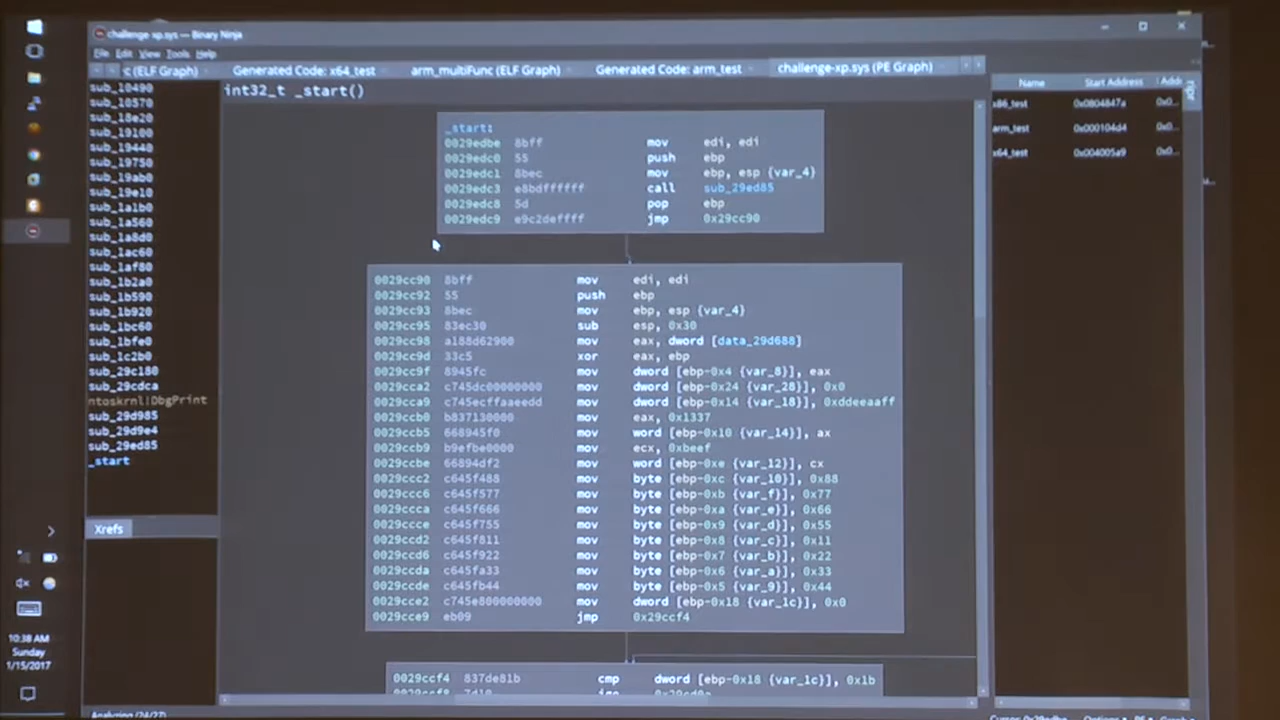 challenge-xp.sys — Binary Ninja
File Edit View Tools Help
(ELF Graph) Generated Code: x64_test arm_multiFunc (ELF Graph) Generated Code: arm_test challenge-xp.sys (PE Graph)
int32_t _start()
sub_10490
sub_10570
sub_18e20
sub_19100
sub_19440
sub_19750
sub_19ab0
sub_19e10
sub_1a1b0
sub_1a560
sub_1a8d0
sub_1ac60
sub_1af80
sub_1b2a0
sub_1b590
sub_1b920
sub_1bc60
sub_1bfe0
sub_1c2b0
sub_29c180
sub_29cdca
ntoskrnl!DbgPrint
sub_29d985
sub_29d9e4
sub_29ed85
_start
Xrefs
_start:
0029edbe 8bff mov edi, edi
0029edc0 55 push ebp
0029edc1 8bec mov ebp, esp {var_4}
0029edc3 e8bdffffff call sub_29ed85
0029edc8 5d pop ebp
0029edc9 e9c2deffff jmp 0x29cc90
0029cc90 8bff mov edi, edi
0029cc92 55 push ebp
0029cc93 8bec mov ebp, esp {var_4}
0029cc95 83ec30 sub esp, 0x30
0029cc98 a188d62900 mov eax, dword [data_29d688]
0029cc9d 33c5 xor eax, ebp
0029cc9f 8945fc mov dword [ebp-0x4 {var_8}], eax
0029cca2 c745dc00000000 mov dword [ebp-0x24 {var_28}], 0x0
0029cca9 c745ecffaaeedd mov dword [ebp-0x14 {var_18}], 0xddeeaaff
0029ccb0 b837130000 mov eax, 0x1337
0029ccb5 668945f0 mov word [ebp-0x10 {var_14}], ax
0029ccb9 b9efbe0000 mov ecx, 0xbeef
0029ccbe 66894df2 mov word [ebp-0xe {var_12}], cx
0029ccc2 c645f488 mov byte [ebp-0xc {var_10}], 0x88
0029ccc6 c645f577 mov byte [ebp-0xb {var_f}], 0x77
0029ccca c645f666 mov byte [ebp-0xa {var_e}], 0x66
0029ccce c645f755 mov byte [ebp-0x9 {var_d}], 0x55
0029ccd2 c645f811 mov byte [ebp-0x8 {var_c}], 0x11
0029ccd6 c645f922 mov byte [ebp-0x7 {var_b}], 0x22
0029ccda c645fa33 mov byte [ebp-0x6 {var_a}], 0x33
0029ccde c645fb44 mov byte [ebp-0x5 {var_9}], 0x44
0029cce2 c745e800000000 mov dword [ebp-0x18 {var_1c}], 0x0
0029cce9 eb09 jmp 0x29ccf4
0029ccf4 837de81b cmp dword [ebp-0x18 {var_1c}], 0x1b
Name Start Address
x86_test 0x0804847a 0x0...
arm_test 0x000104d4 0x0...
x64_test 0x004005a9 0x0...
10:38 AM
Sunday
1/15/2017
Analyzing (24/27)